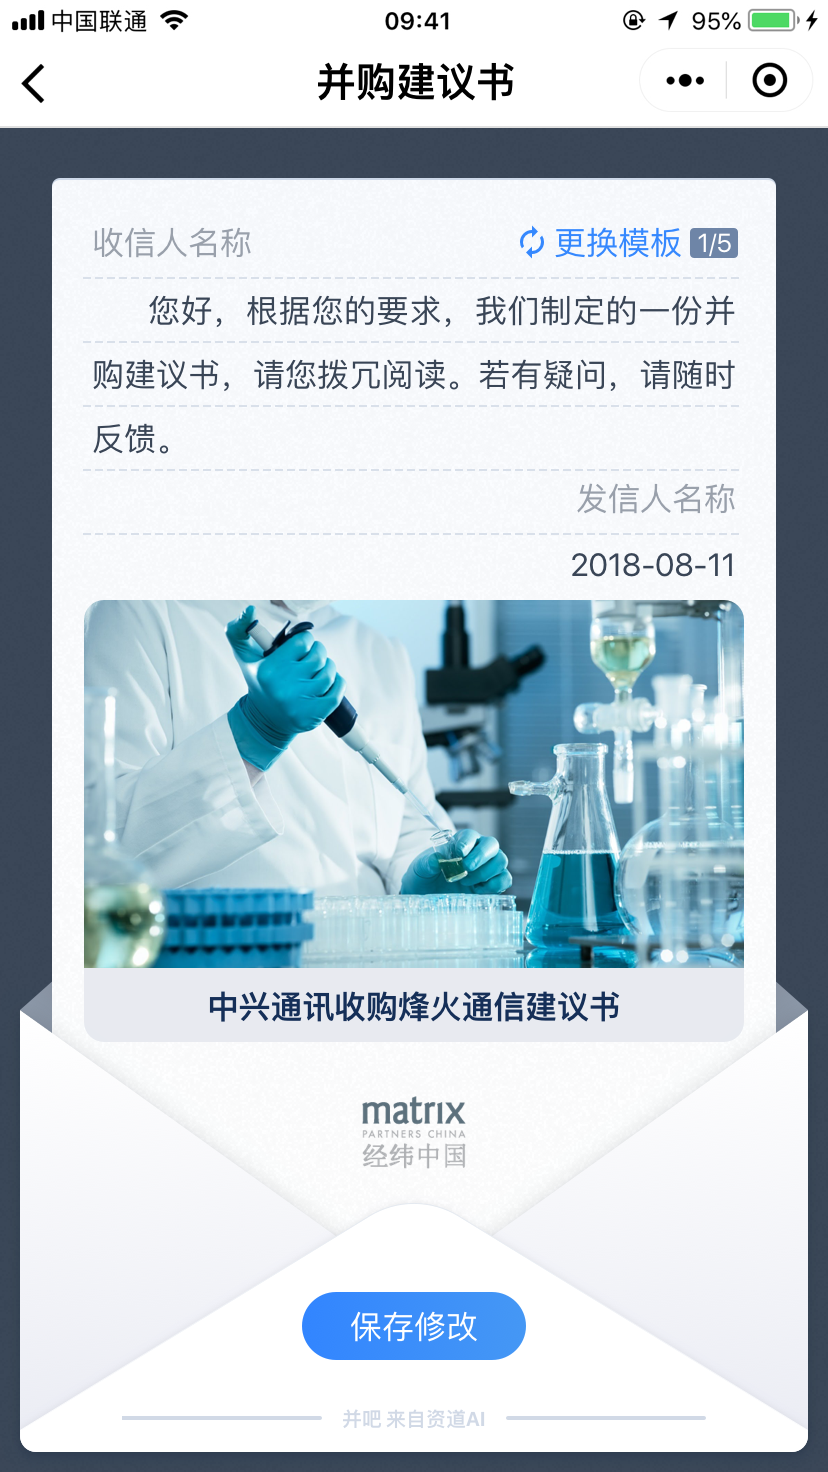 中国联通 09:41 95%
并购建议书
收信人名称 更换模板 1/5
您好，根据您的要求，我们制定的一份并
购建议书，请您拨冗阅读。若有疑问，请随时
反馈。
发信人名称
2018-08-11
中兴通讯收购烽火通信建议书
matrix
PARTNERS CHINA
经纬中国
保存修改
并吧 来自资道AI